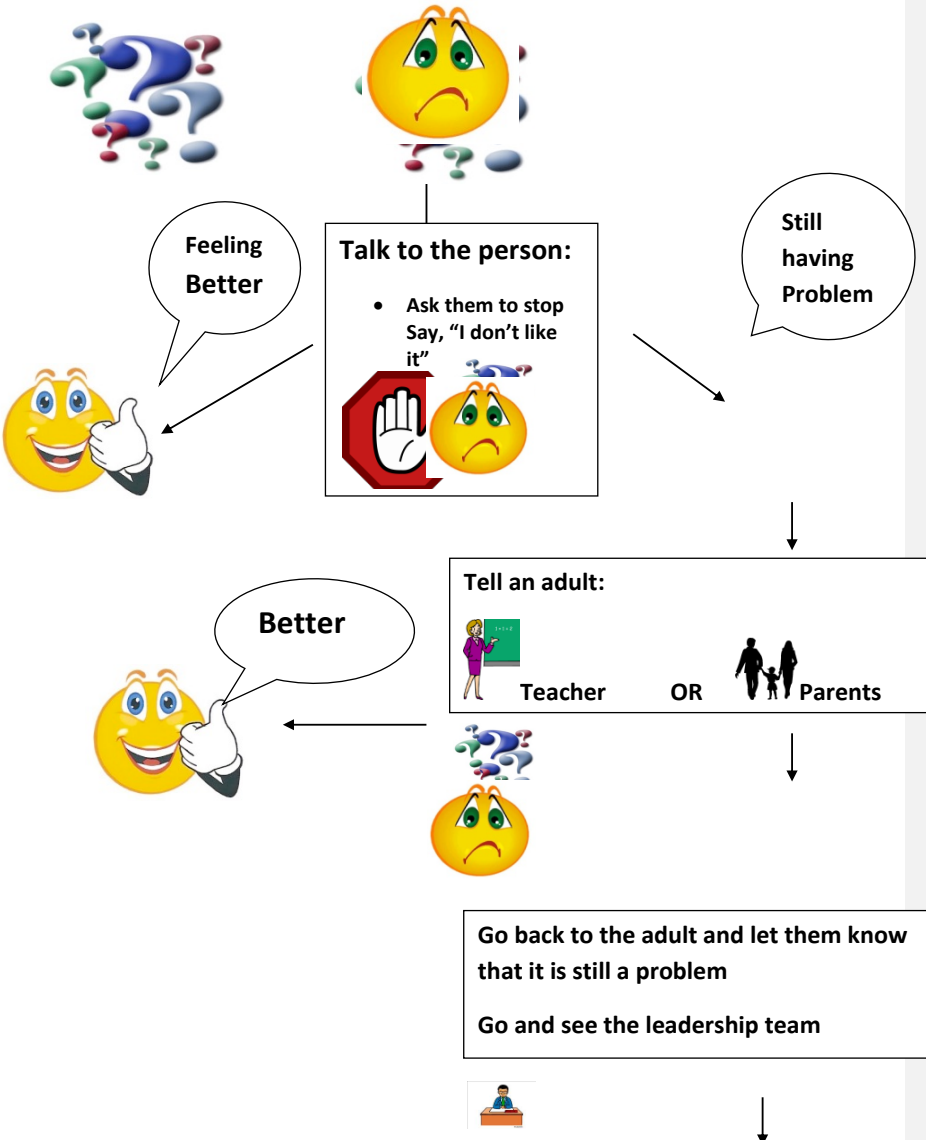 Feeling
Better
Talk to the person:
• Ask them to stop
Say, “I don’t like
it”
Still
having
Problem
Tell an adult:
Teacher OR Parents
Better
Go back to the adult and let them know
that it is still a problem
Go and see the leadership team